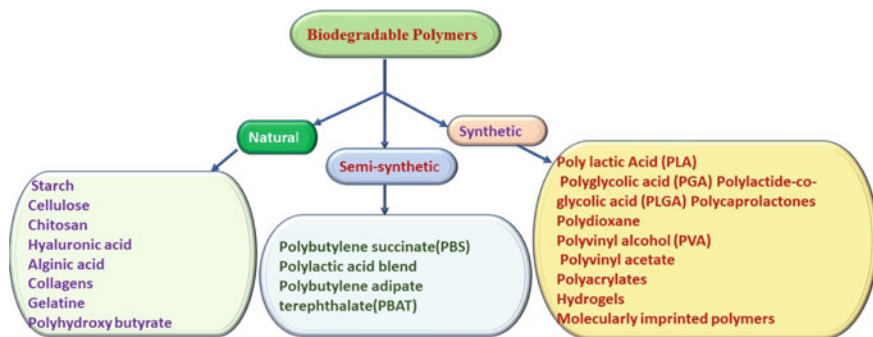 Biodegradable Polymers
Natural
Semi-synthetic
Synthetic
Starch
Cellulose
Chitosan
Hyaluronic acid
Alginic acid
Collagens
Gelatine
Polyhydroxy butyrate
Polybutylene succinate(PBS)
Polylactic acid blend
Polybutylene adipate
terephthalate(PBAT)
Poly lactic Acid (PLA)
Polyglycolic acid (PGA) Polylactide-co-
glycolic acid (PLGA) Polycaprolactones
Polydioxane
Polyvinyl alcohol (PVA)
Polyvinyl acetate
Polyacrylates
Hydrogels
Molecularly imprinted polymers